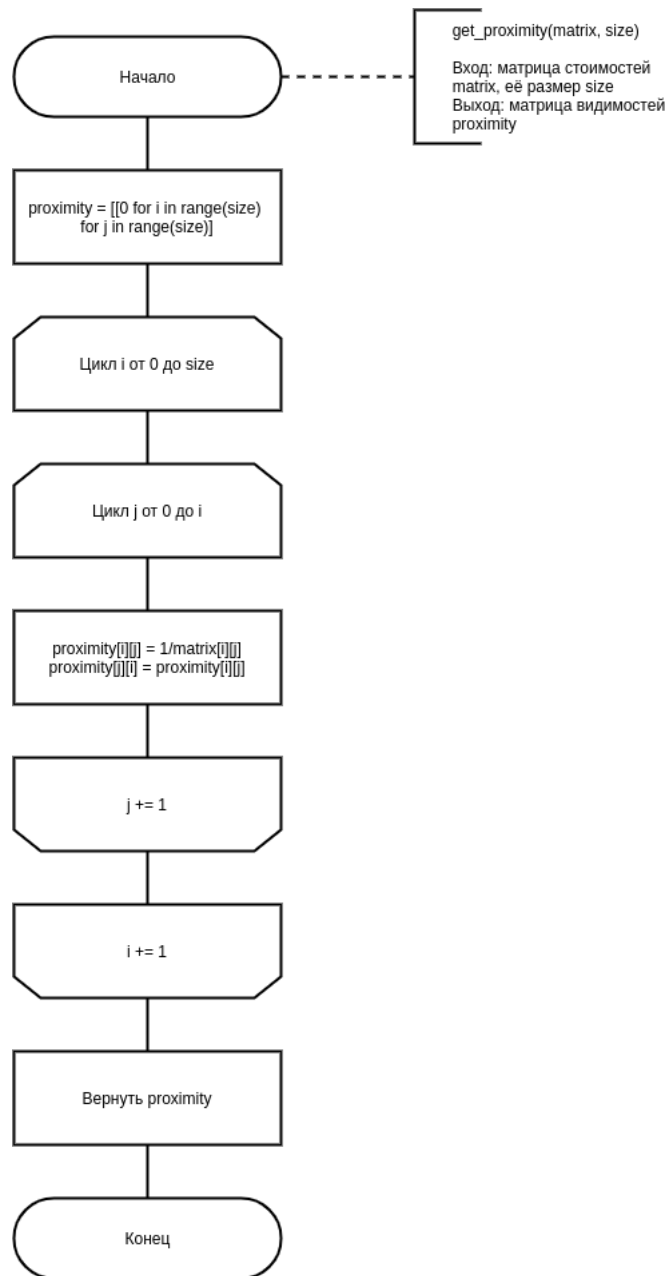 get_proximity(matrix, size)
Вход: матрица стоимостей
matrix, её размер size
Выход: матрица видимостей
proximity
Начало
proximity = [[0 for i in range(size)
for j in range(size)]
Цикл i от 0 до size
Цикл j от 0 до i
proximity[i][j] = 1/matrix[i][j]
proximity[j][i] = proximity[i][j]
j += 1
i += 1
Вернуть proximity
Конец